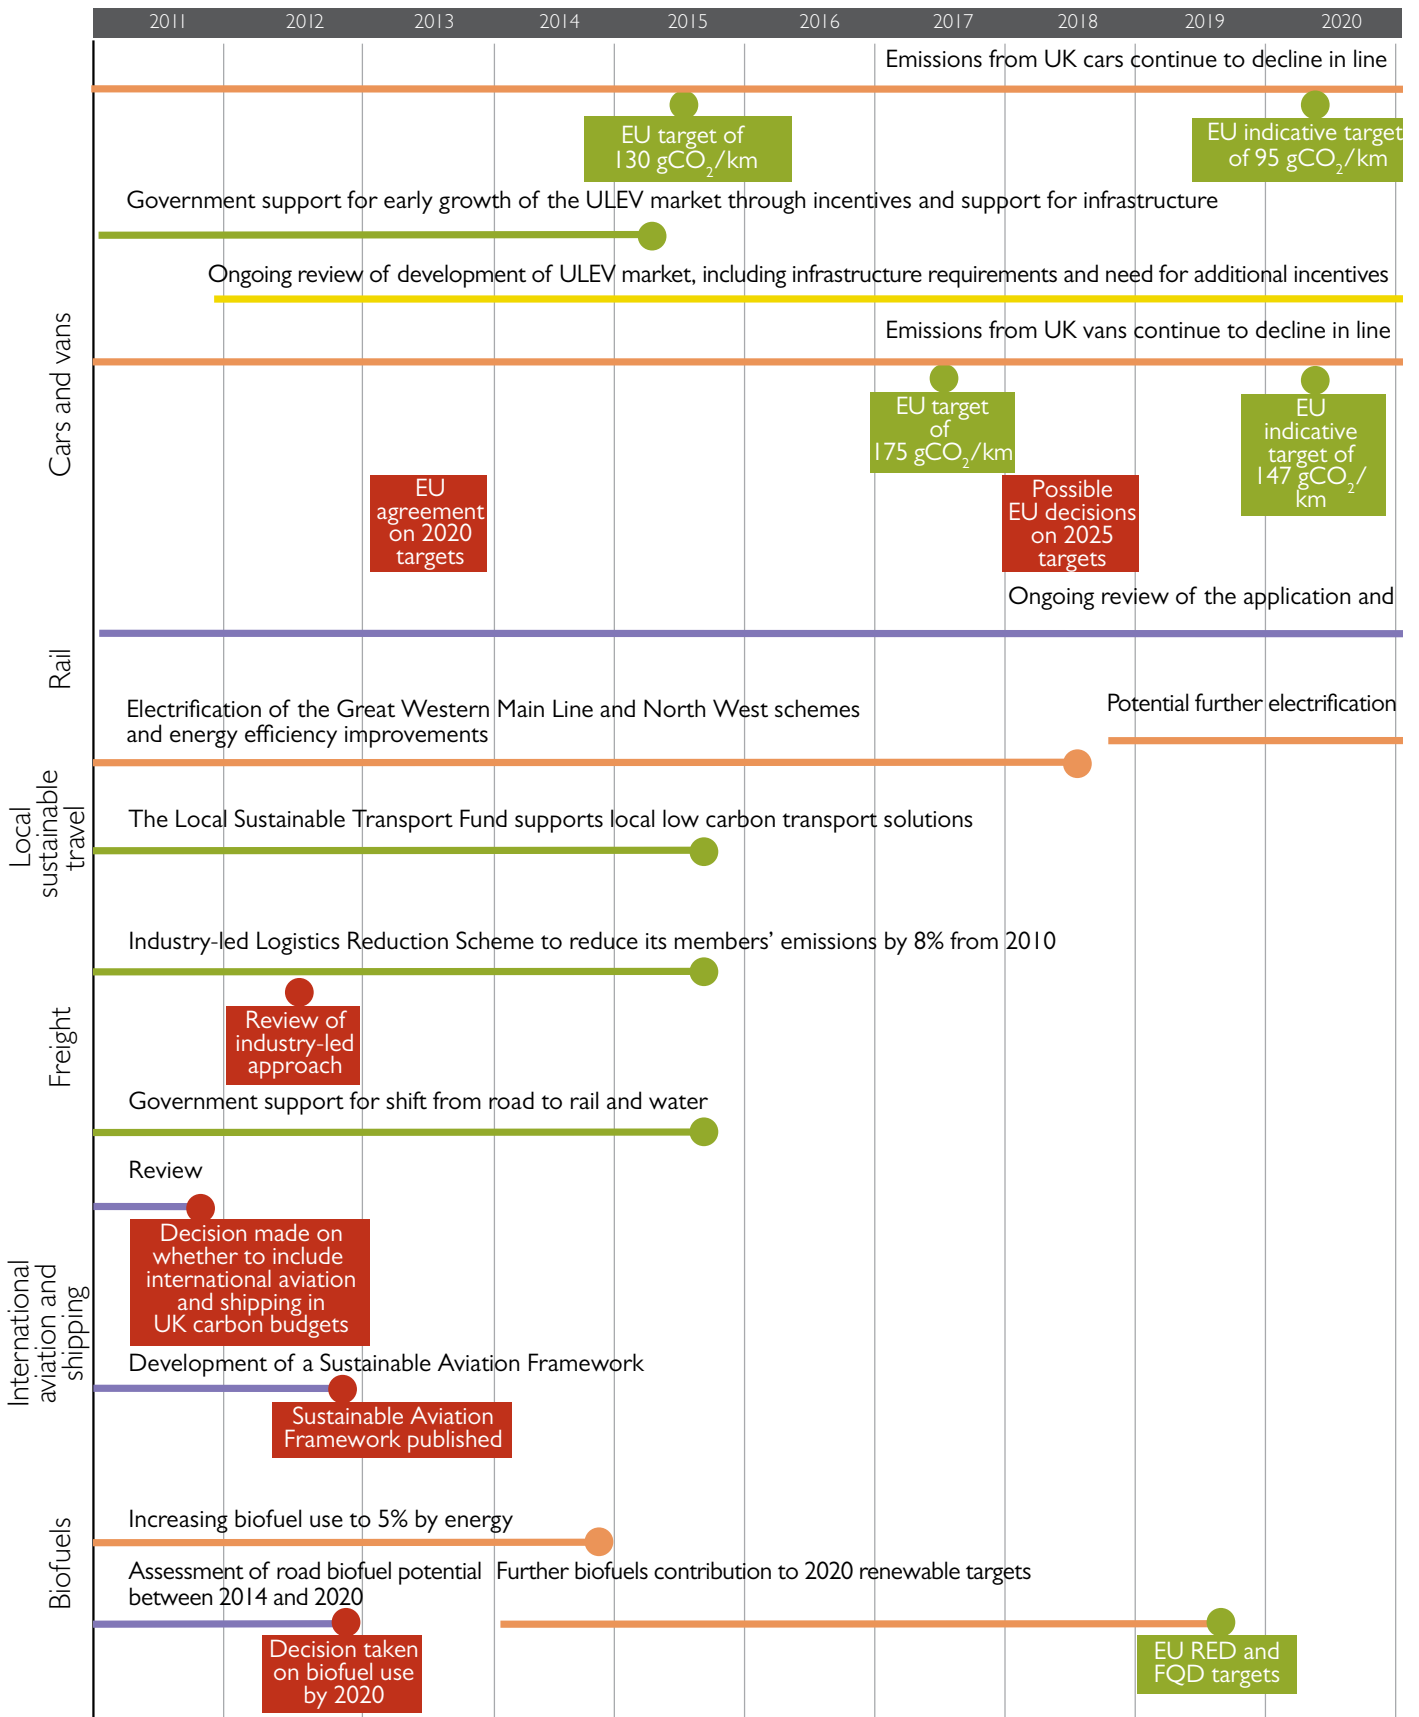 2011 2012 2013 2014 2015 2016 2017 2018 2019 2020
Emissions from UK cars continue to decline in line
EU target of
130 gCO₂/km
EU indicative target
of 95 gCO₂/km
Government support for early growth of the ULEV market through incentives and support for infrastructure
Ongoing review of development of ULEV market, including infrastructure requirements and need for additional incentives
Cars and vans
Emissions from UK vans continue to decline in line
EU target
of
175 gCO₂/km
EU
indicative
target of
147 gCO₂/
km
EU
agreement
on 2020
targets
Possible
EU decisions
on 2025
targets
Rail
Ongoing review of the application and
Electrification of the Great Western Main Line and North West schemes
and energy efficiency improvements
Potential further electrification
Local
sustainable
travel
The Local Sustainable Transport Fund supports local low carbon transport solutions
Freight
Industry-led Logistics Reduction Scheme to reduce its members’ emissions by 8% from 2010
Review of
industry-led
approach
Government support for shift from road to rail and water
International
aviation and
shipping
Review
Decision made on
whether to include
international aviation
and shipping in
UK carbon budgets
Development of a Sustainable Aviation Framework
Sustainable Aviation
Framework published
Biofuels
Increasing biofuel use to 5% by energy
Assessment of road biofuel potential
between 2014 and 2020
Further biofuels contribution to 2020 renewable targets
Decision taken
on biofuel use
by 2020
EU RED and
FQD targets